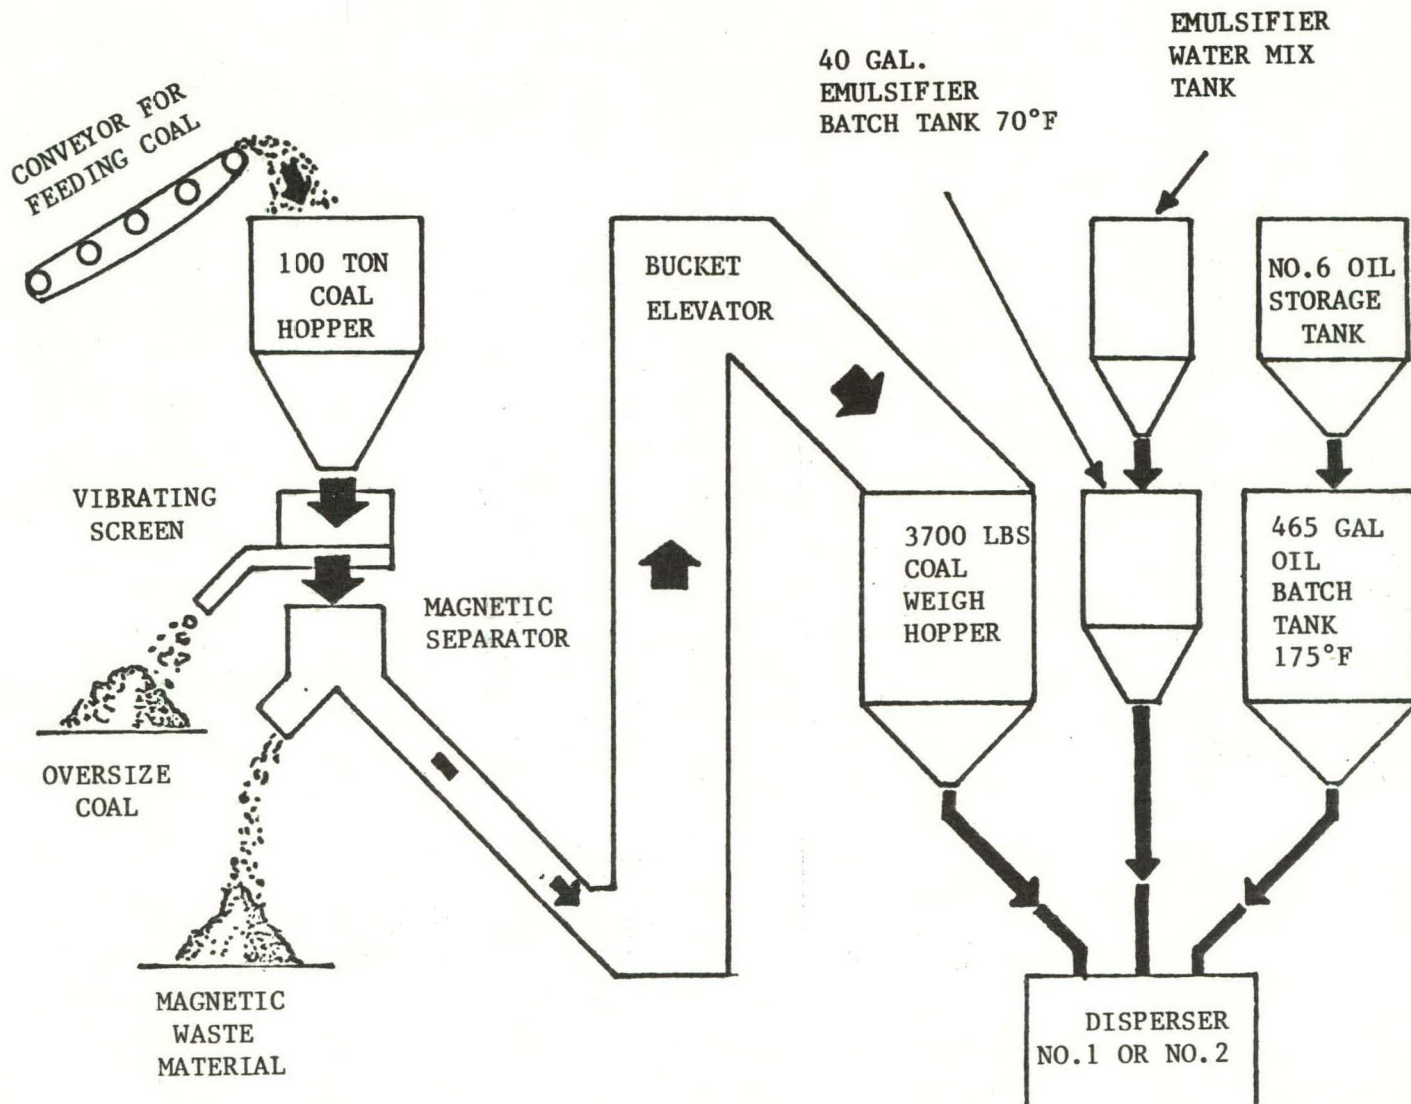 EMULSIFIER
WATER MIX
TANK
40 GAL.
EMULSIFIER
BATCH TANK 70°F
CONVEYOR FOR
FEEDING COAL
100 TON
COAL
HOPPER
BUCKET
ELEVATOR
NO.6 OIL
STORAGE
TANK
VIBRATING
SCREEN
3700 LBS
COAL
WEIGH
HOPPER
465 GAL
OIL
BATCH
TANK
175°F
MAGNETIC
SEPARATOR
OVERSIZE
COAL
MAGNETIC
WASTE
MATERIAL
DISPERSER
NO.1 OR NO.2